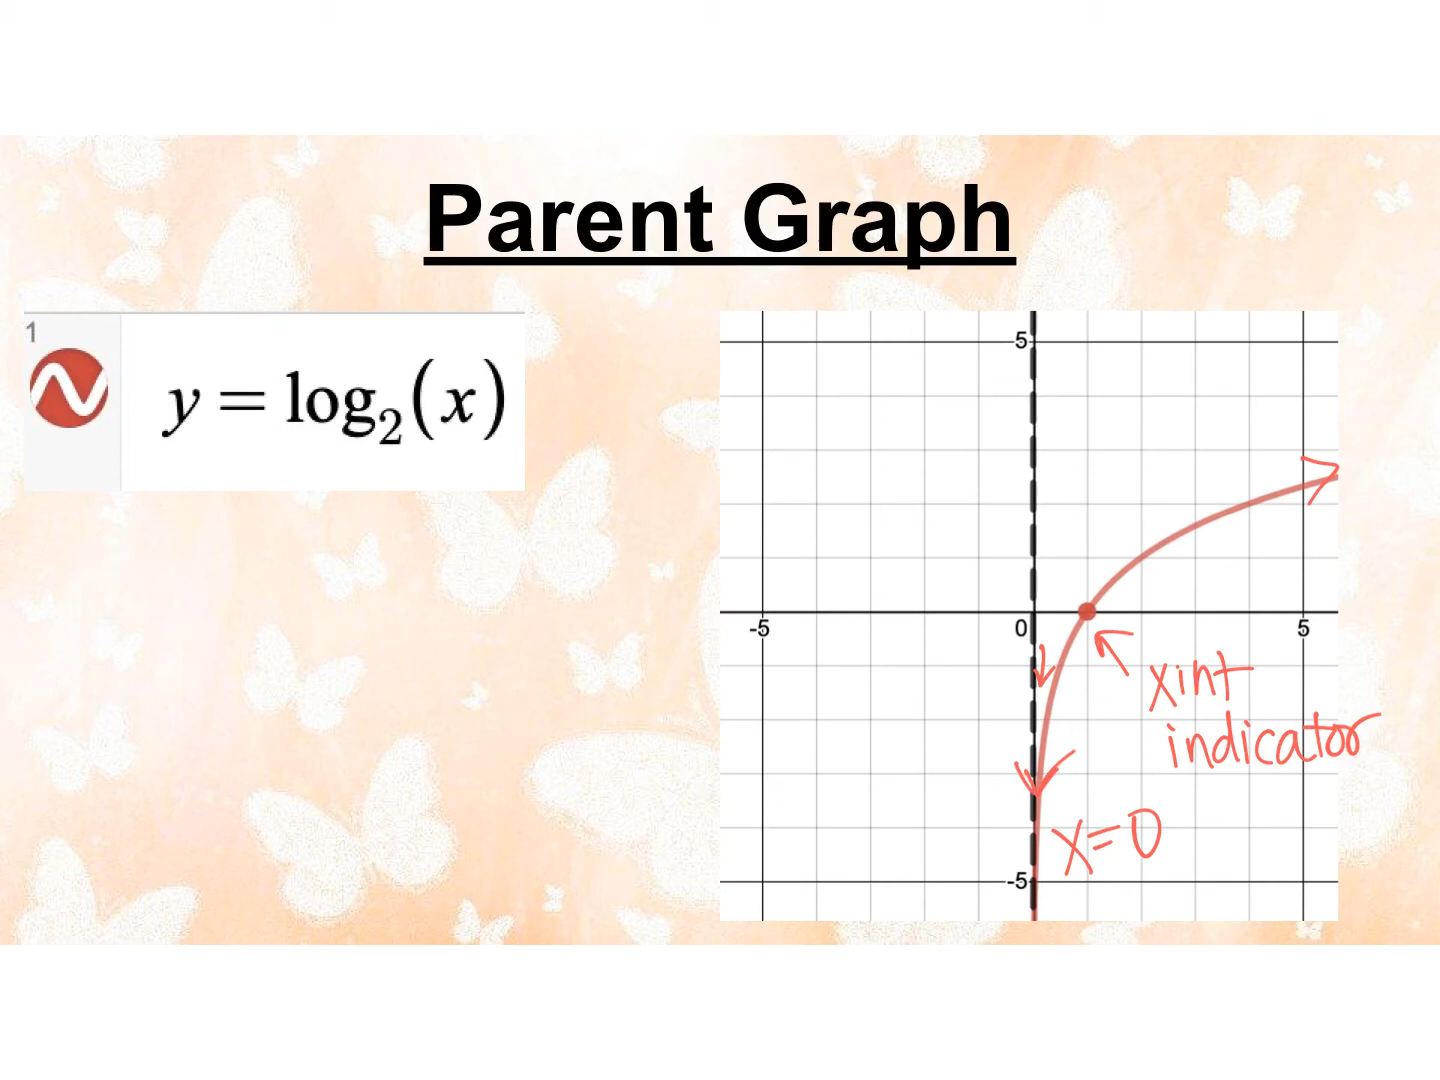 Parent Graph
1
y = log₂(x)
5
-5
0
5
xint
indicator
x=0
-5